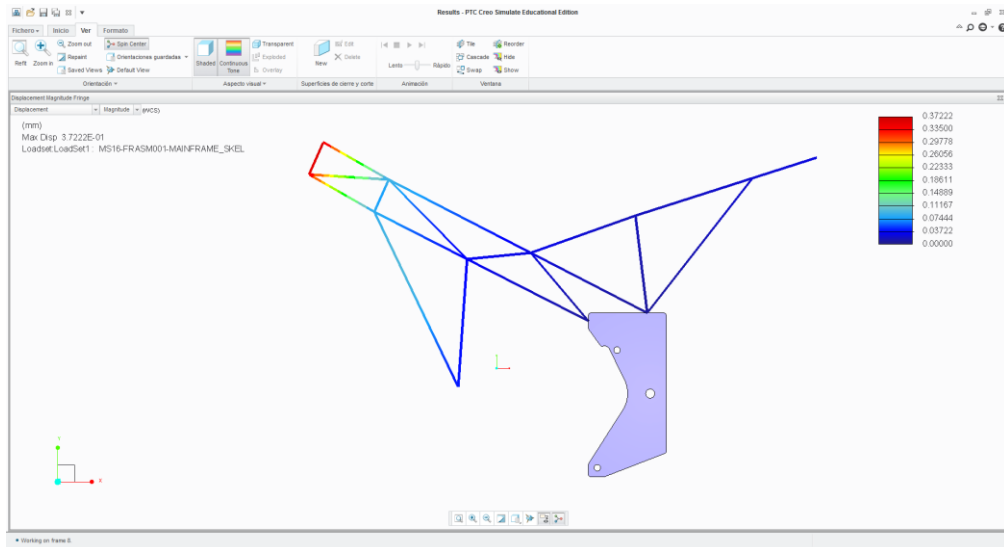 Results - PTC Creo Simulate Educational Edition
Fichero Inicio Ver Formato
Refit
Zoom in
Zoom out
Repaint
Saved Views
Spin Center
Orientaciones guardadas
Default View
Orientación
Shaded
Continuous Tone
Transparent
Exploded
Overlay
Aspecto visual
New
Edit
Delete
Superficies de cierre y corte
Lento
Rápido
Animación
Tile
Cascade
Swap
Reorder
Hide
Show
Ventana
Displacement Magnitude Fringe
Displacement Magnitude (WCS)
(mm)
Max Disp 3.7222E-01
Loadset:LoadSet1 : MS16-FRASM001-MAINFRAME_SKEL
0.37222
0.33500
0.29778
0.26056
0.22333
0.18611
0.14889
0.11167
0.07444
0.03722
0.00000
X
Working on frame 8.